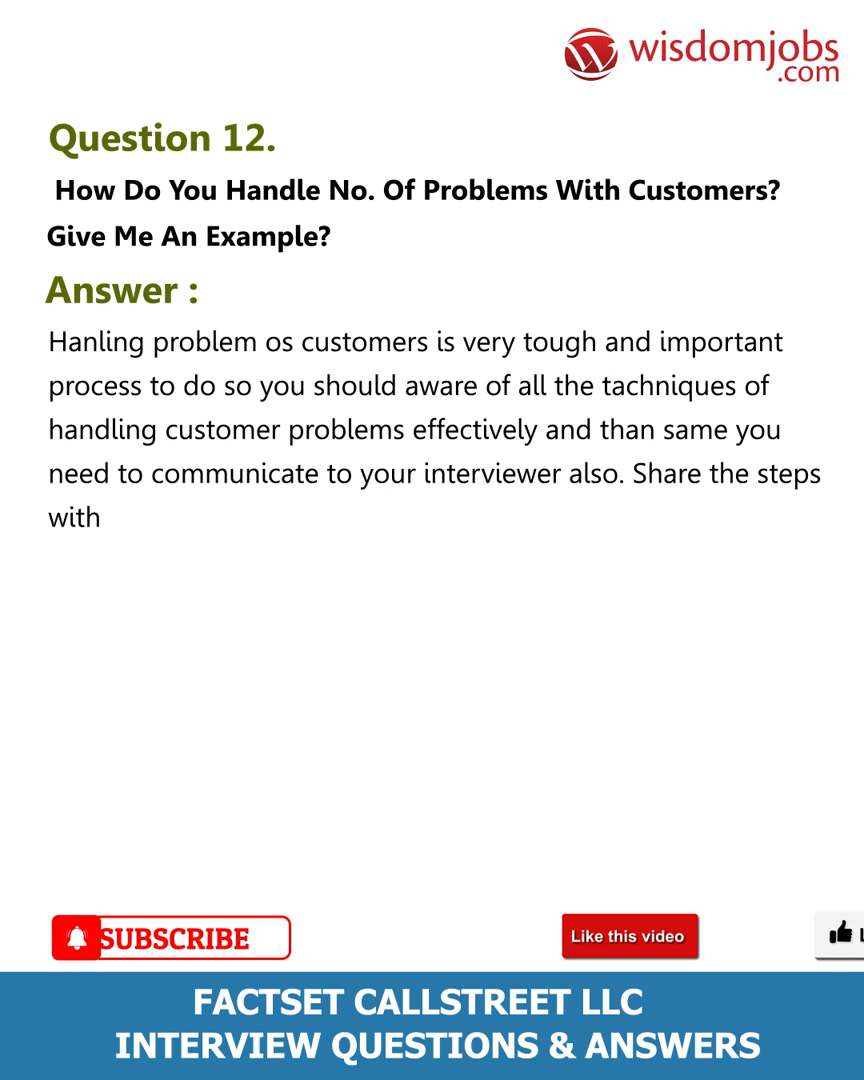 wisdomjobs
.com
Question 12.
How Do You Handle No. Of Problems With Customers?
Give Me An Example?
Answer :
Hanling problem os customers is very tough and important
process to do so you should aware of all the tachniques of
handling customer problems effectively and than same you
need to communicate to your interviewer also. Share the steps
with
SUBSCRIBE
Like this video
FACTSET CALLSTREET LLC
INTERVIEW QUESTIONS & ANSWERS